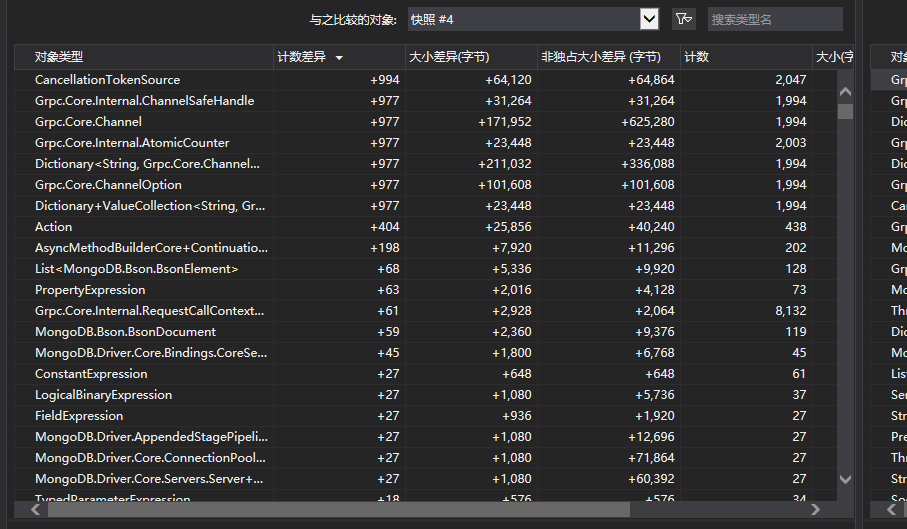 与之比较的对象: 快照 #4 搜索类型名
对象类型 计数差异 大小差异(字节) 非独占大小差异 (字节) 计数 大小(字 对象
CancellationTokenSource +994 +64,120 +64,864 2,047 Grp
Grpc.Core.Internal.ChannelSafeHandle +977 +31,264 +31,264 1,994 Grp
Grpc.Core.Channel +977 +171,952 +625,280 1,994 Dic
Grpc.Core.Internal.AtomicCounter +977 +23,448 +23,448 2,003 Grp
Dictionary<String, Grpc.Core.Channel... +977 +211,032 +336,088 1,994 Dic
Grpc.Core.ChannelOption +977 +101,608 +101,608 1,994 Grp
Dictionary+ValueCollection<String, Gr... +977 +23,448 +23,448 1,994 Can
Action +404 +25,856 +40,240 438 Grp
AsyncMethodBuilderCore+Continuatio... +198 +7,920 +11,296 202 Mo
List<MongoDB.Bson.BsonElement> +68 +5,336 +9,920 128 Grp
PropertyExpression +63 +2,016 +4,128 73 Mo
Grpc.Core.Internal.RequestCallContext... +61 +2,928 +2,064 8,132 Thr
MongoDB.Bson.BsonDocument +59 +2,360 +9,376 119 Dic
MongoDB.Driver.Core.Bindings.CoreSe... +45 +1,800 +6,768 45 Mo
ConstantExpression +27 +648 +648 61 List
LogicalBinaryExpression +27 +1,080 +5,736 37 Ser
FieldExpression +27 +936 +1,920 27 Str
MongoDB.Driver.AppendedStagePipeli... +27 +1,080 +12,696 27 Pre
MongoDB.Driver.Core.ConnectionPool... +27 +1,080 +71,864 27 Thr
MongoDB.Driver.Core.Servers.Server+... +27 +1,080 +60,392 27 Str
TypedParameterExpression +18 +576 +576 34